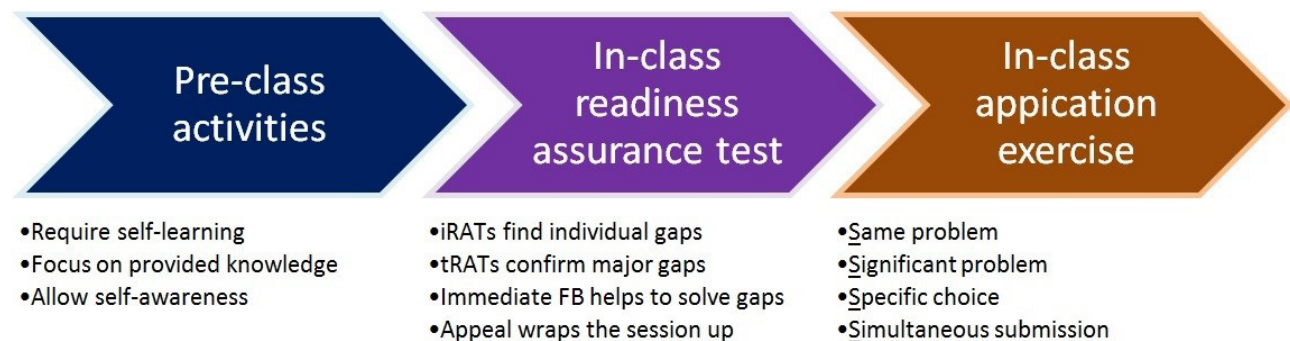 Pre-class
activities
•Require self-learning
•Focus on provided knowledge
•Allow self-awareness
In-class
readiness
assurance test
•iRATs find individual gaps
•tRATs confirm major gaps
•Immediate FB helps to solve gaps
•Appeal wraps the session up
In-class
appication
exercise
•Same problem
•Significant problem
•Specific choice
•Simultaneous submission